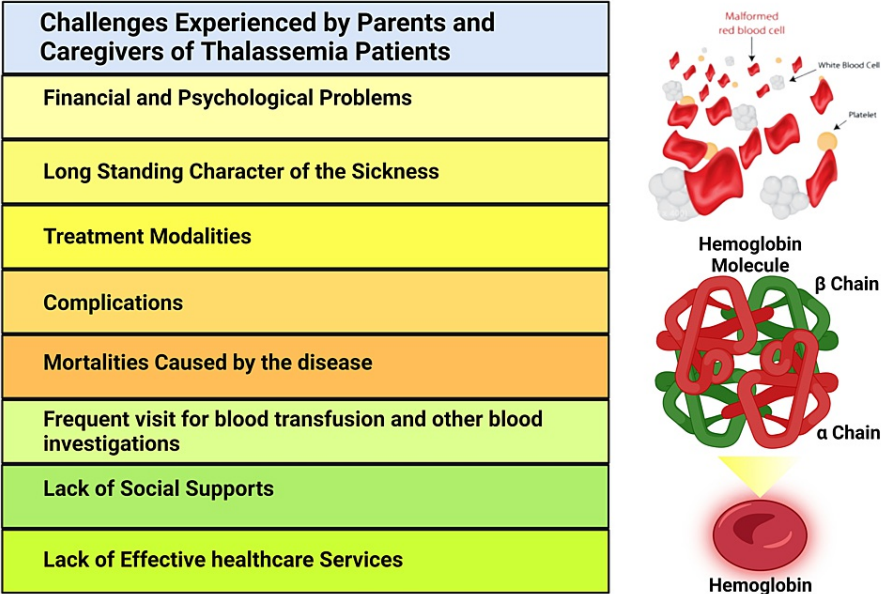 Challenges Experienced by Parents and
Caregivers of Thalassemia Patients
Financial and Psychological Problems
Long Standing Character of the Sickness
Treatment Modalities
Complications
Mortalities Caused by the disease
Frequent visit for blood transfusion and other blood
investigations
Lack of Social Supports
Lack of Effective healthcare Services
Malformed
red blood cell
White Blood Cell
Platelet
Hemoglobin
Molecule
β Chain
α Chain
Hemoglobin